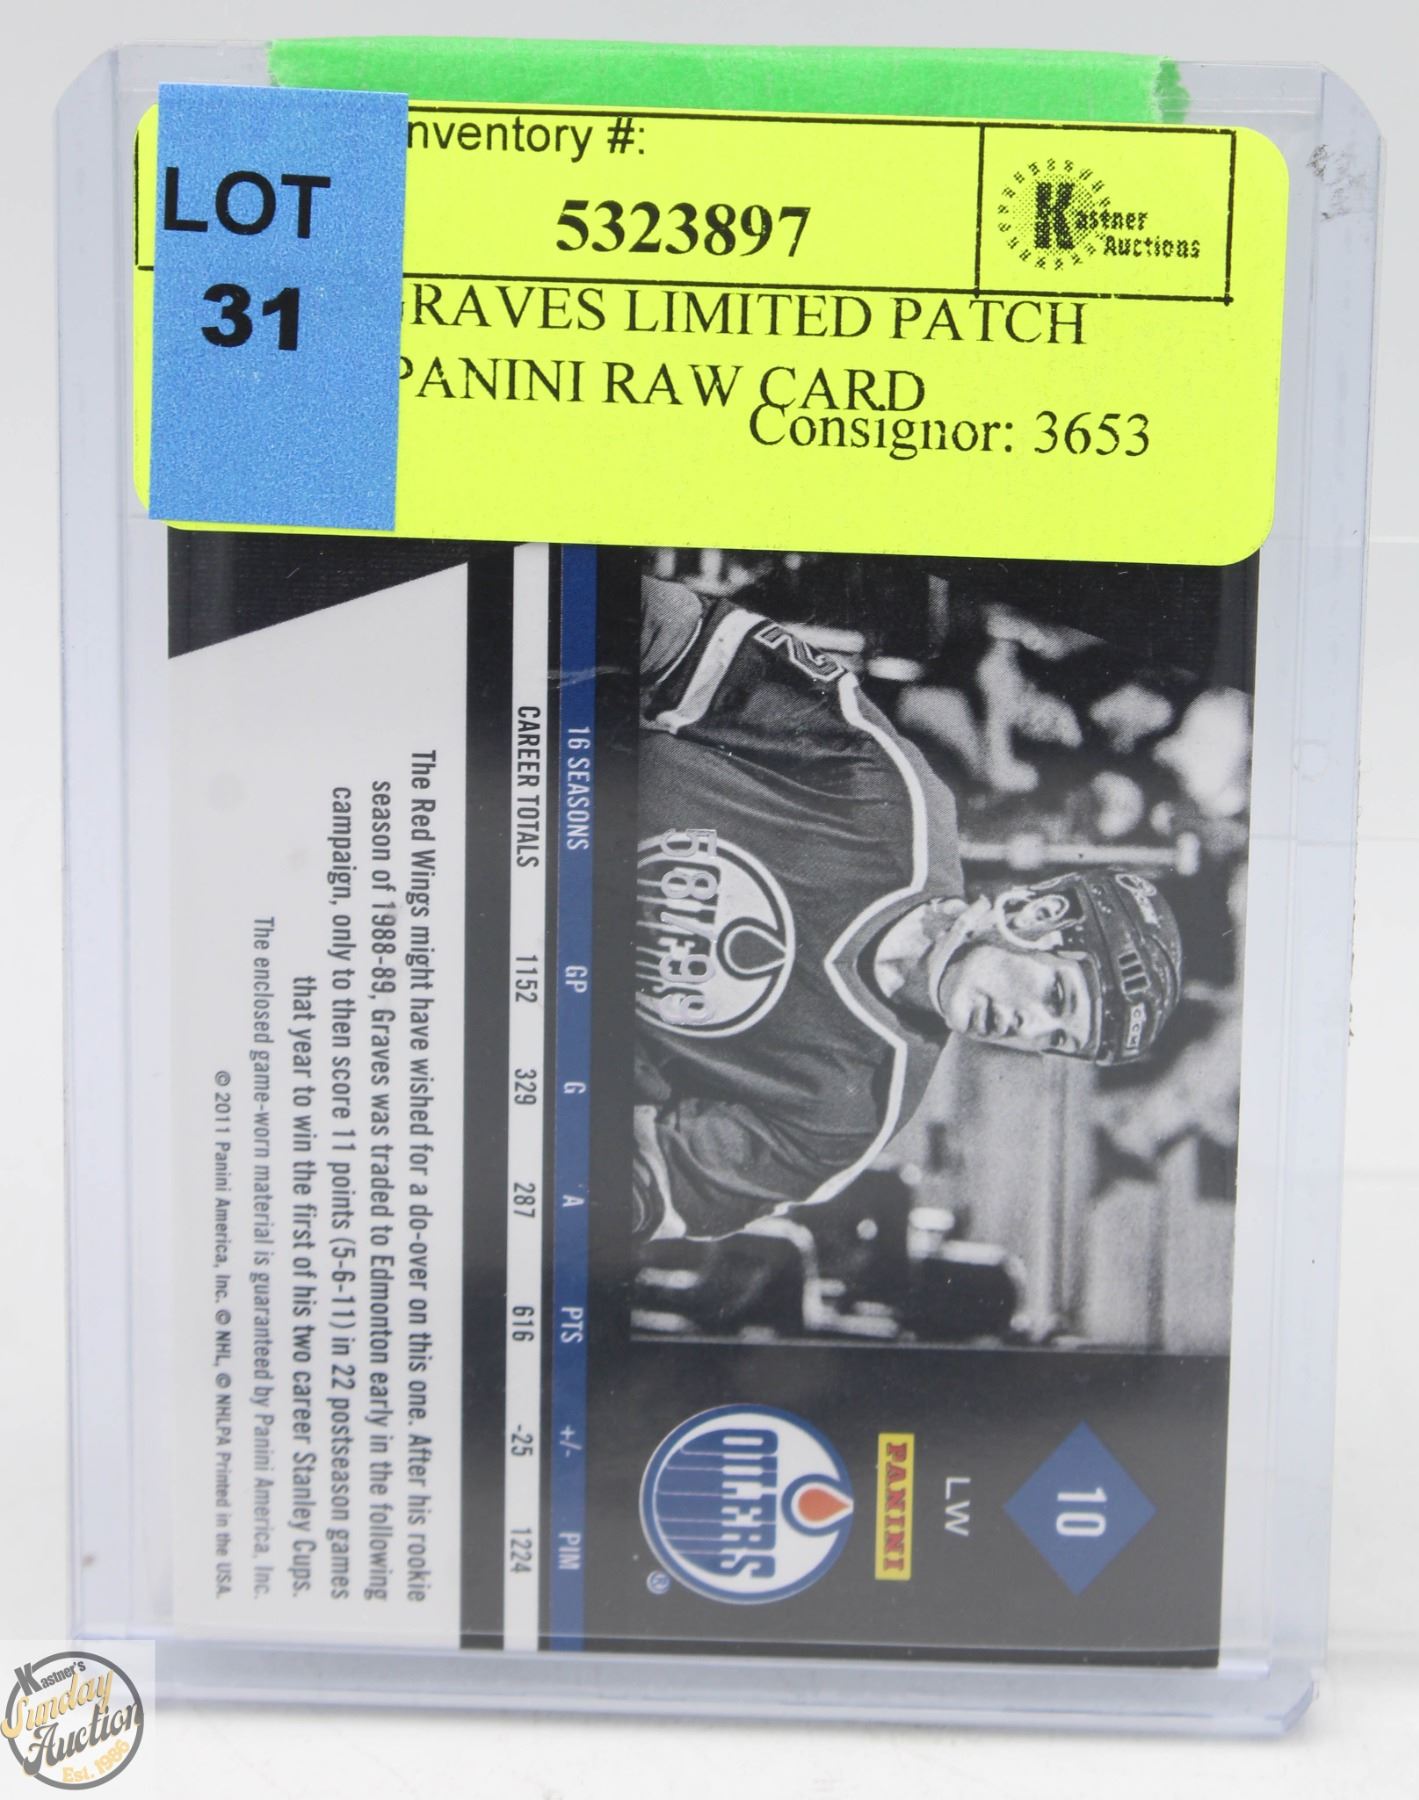 LOT
31
nventory #:
5323897
Kastner
Auctions
GRAVES LIMITED PATCH
PANINI RAW CARD
Consignor: 3653
10
LW
PANINI
OILERS
®
58/99
CCM
16 SEASONS GP G A PTS +/- PIM
CAREER TOTALS 1152 329 287 616 -25 1224
The Red Wings might have wished for a do-over on this one. After his rookie
season of 1988-89, Graves was traded to Edmonton early in the following
campaign, only to then score 11 points (5-6-11) in 22 postseason games
that year to win the first of his two career Stanley Cups.
The enclosed game-worn material is guaranteed by Panini America, Inc.
© 2011 Panini America, Inc. © NHL, © NHLPA Printed in the USA.
Kastner's
Sunday
Auction
Est. 1986